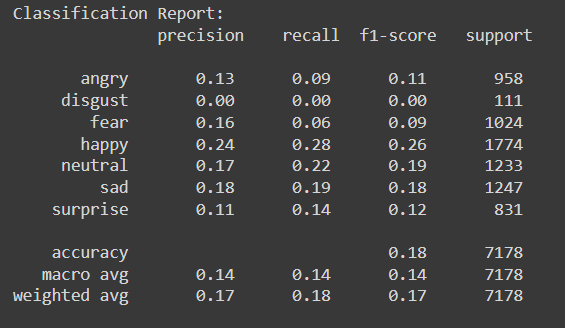 Classification Report:
precision recall f1-score support
angry 0.13 0.09 0.11 958
disgust 0.00 0.00 0.00 111
fear 0.16 0.06 0.09 1024
happy 0.24 0.28 0.26 1774
neutral 0.17 0.22 0.19 1233
sad 0.18 0.19 0.18 1247
surprise 0.11 0.14 0.12 831
accuracy 0.18 7178
macro avg 0.14 0.14 0.14 7178
weighted avg 0.17 0.18 0.17 7178